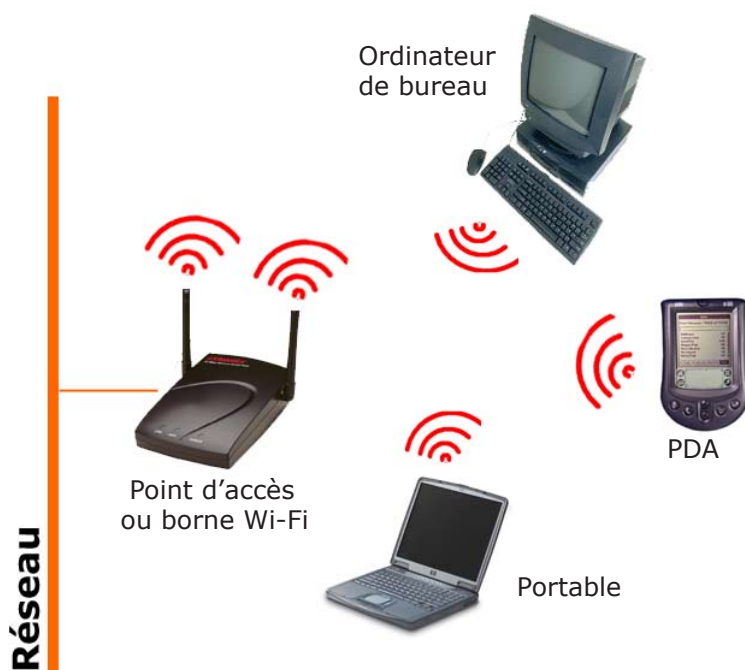 Ordinateur
de bureau
PDA
Point d’accès
ou borne Wi-Fi
Portable
Réseau